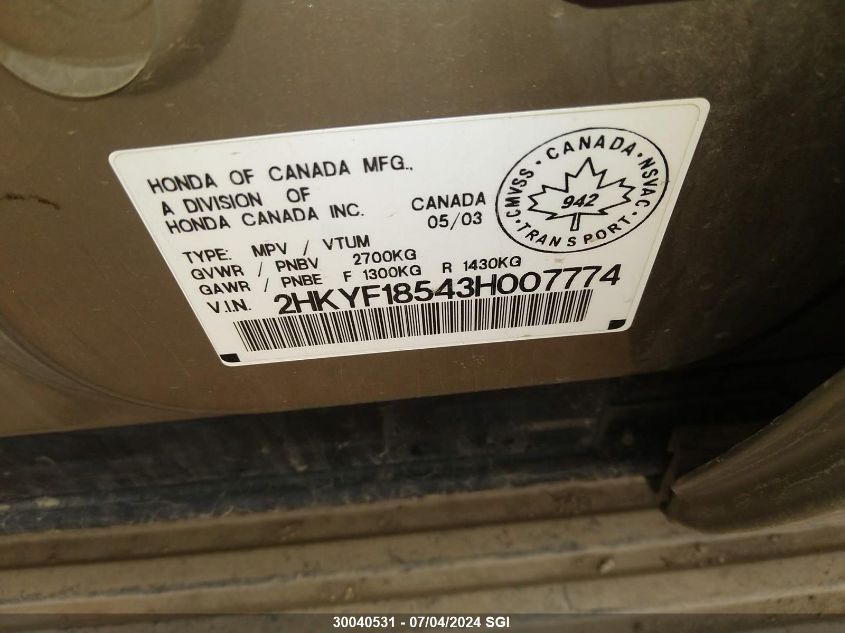 HONDA OF CANADA MFG.,
A DIVISION OF
HONDA CANADA INC.
CANADA
05/03
TYPE: MPV / VTUM
GVWR / PNBV 2700KG
GAWR / PNBE F 1300KG R 1430KG
V.I.N. 2HKYF18543H007774
CMVSS · CANADA · NSVAC · TRANSPORT ·
942
30040531 - 07/04/2024 SGI